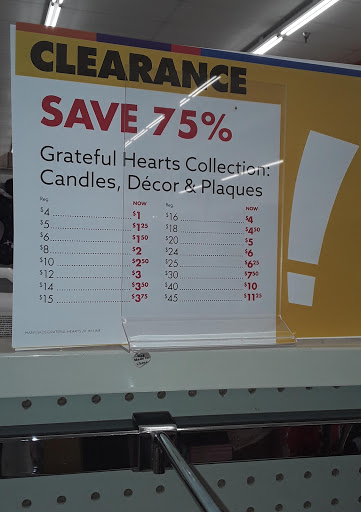 CLEARANCE
SAVE 75%
Grateful Hearts Collection:
Candles, Décor & Plaques
Reg. NOW Reg. NOW
$4 $1 $16 $4
$5 $1.25 $18 $4.50
$6 $1.50 $20 $5
$8 $2 $24 $6
$10 $2.50 $25 $6.25
$12 $3 $30 $7.50
$14 $3.50 $40 $10
$15 $3.75 $45 $11.25